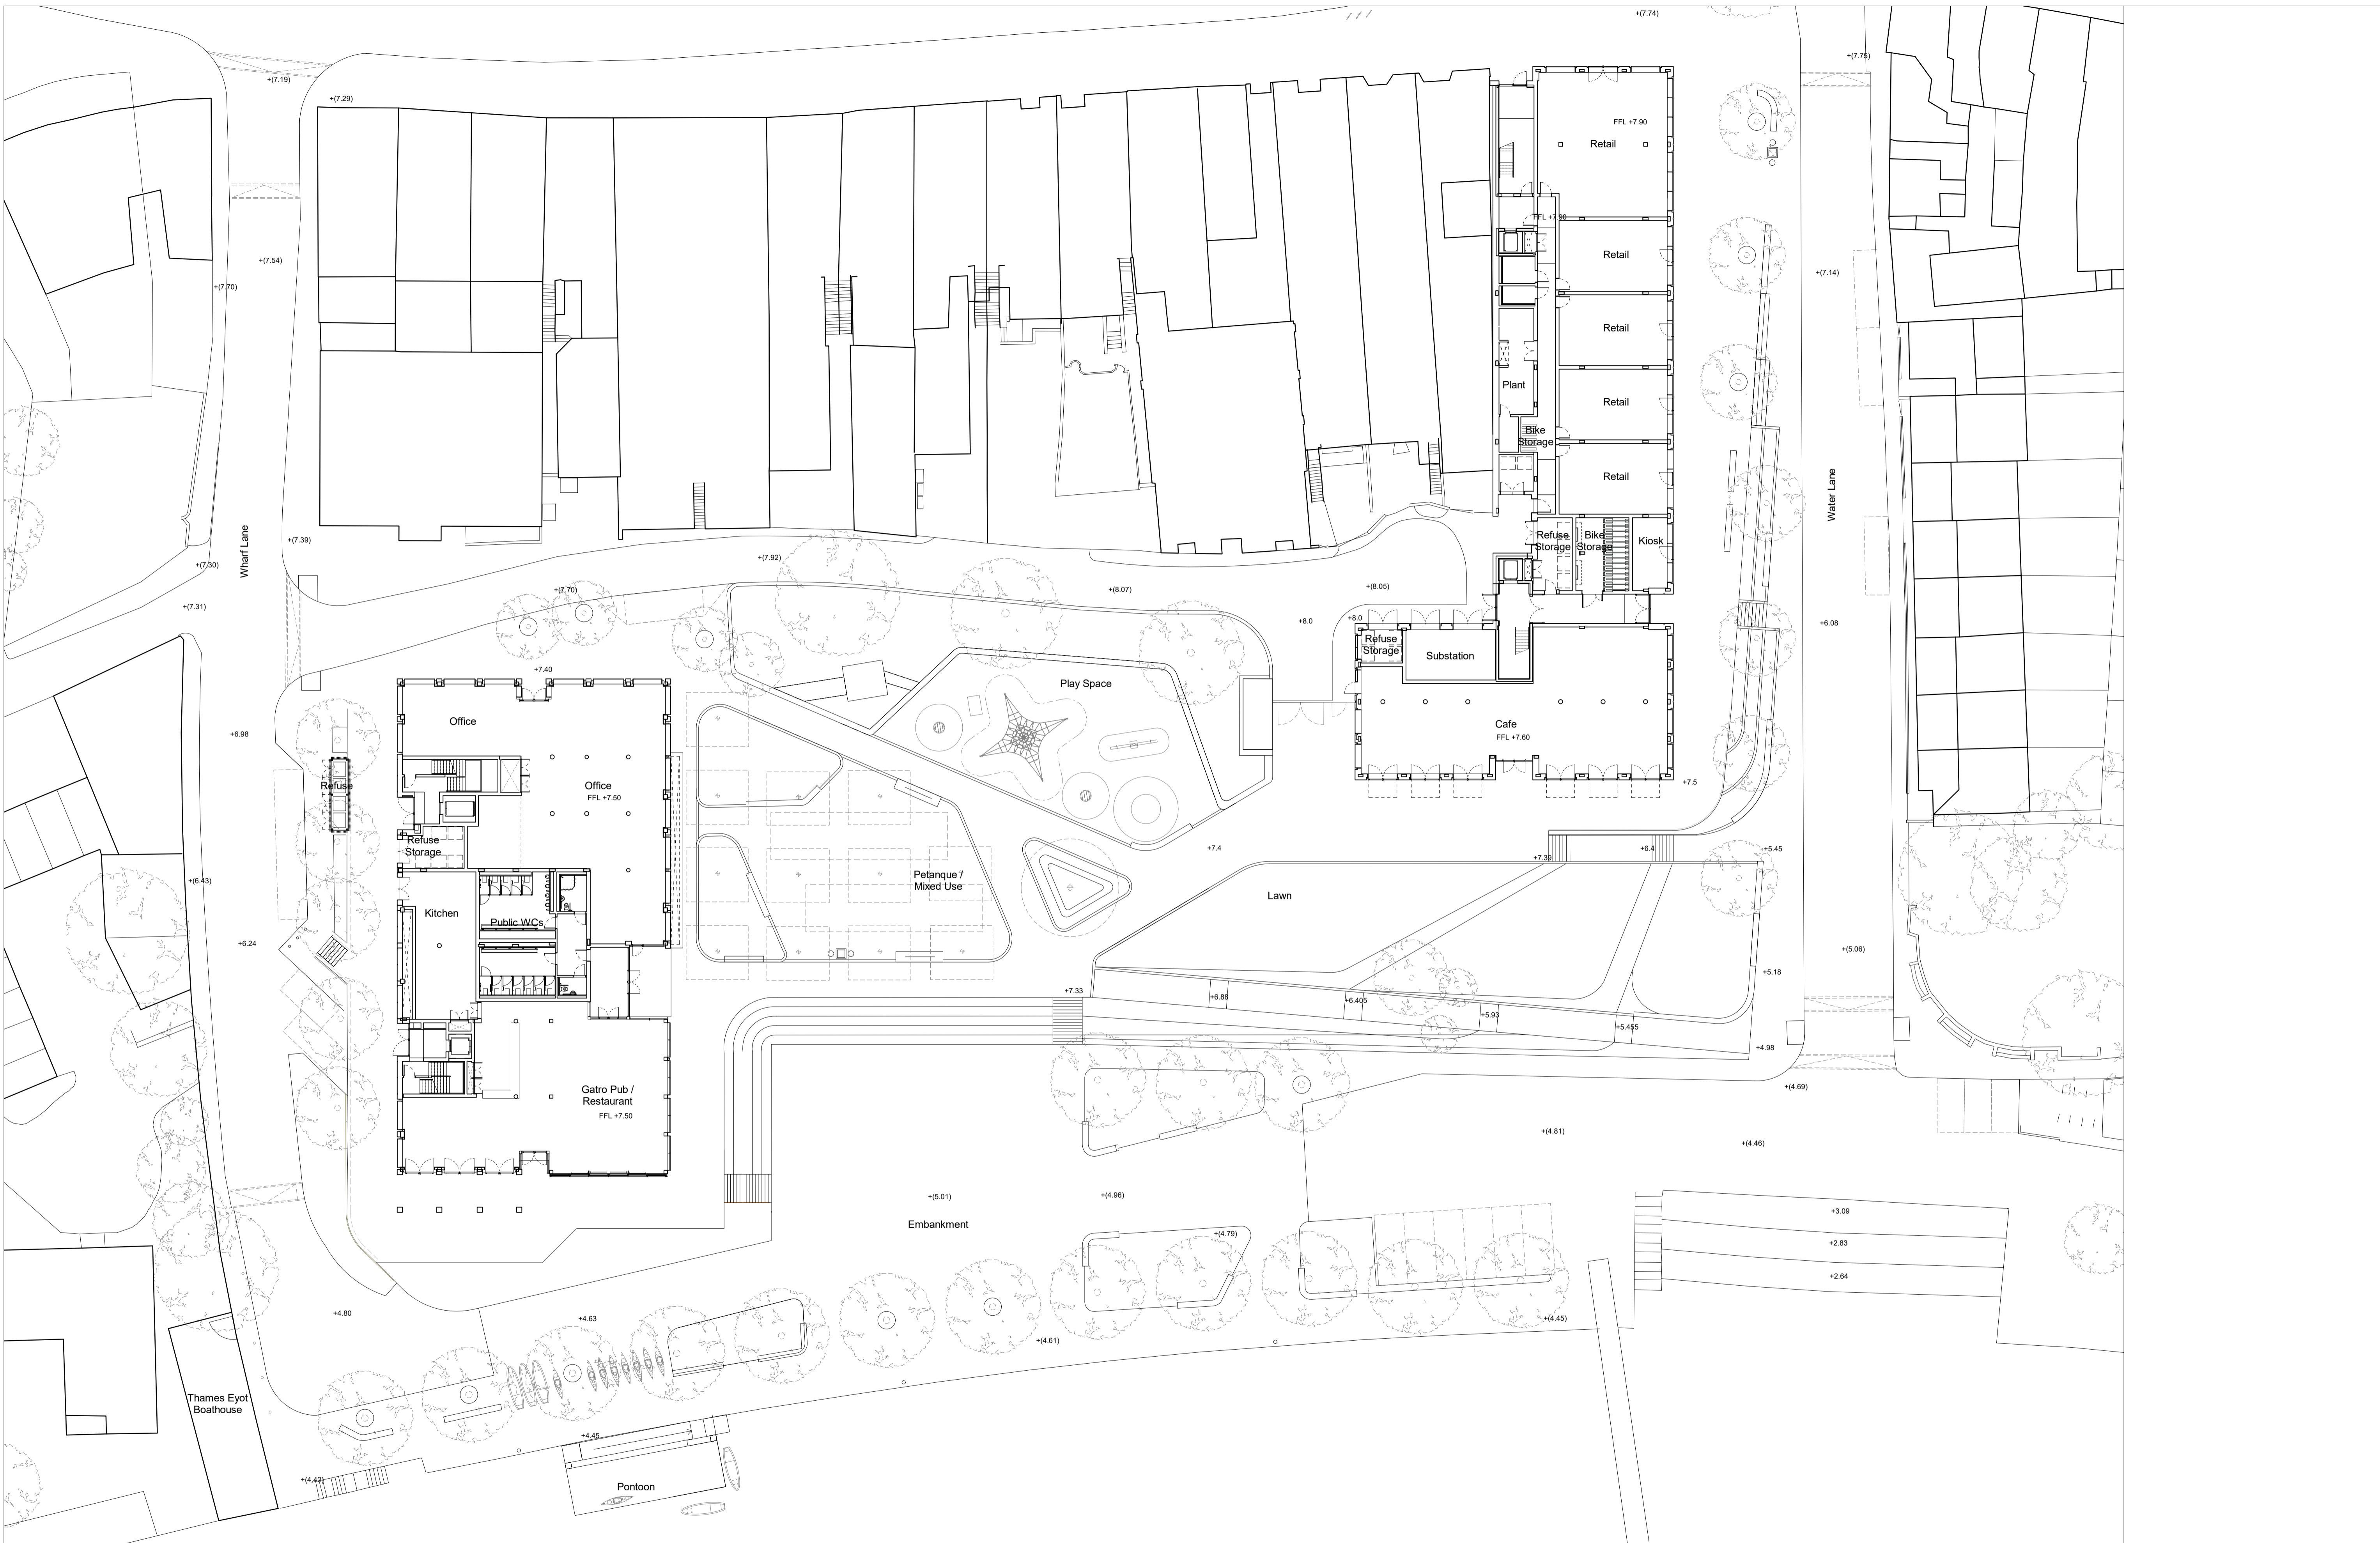 +(7.74)
+(7.75)
+(7.19)
+(7.29)
FFL +7.90
Retail
FFL +7.90
Retail
+(7.54)
+(7.14)
+(7.70)
Retail
Plant
Retail
Bike
Storage
Retail
Water Lane
Wharf Lane
+(7.39)
Refuse
Storage
Bike
Storage
Kiosk
+(7.92)
+(7.30)
+(7.70)
+(8.07)
+(8.05)
+(7.31)
+8.0
+8.0
+6.08
Refuse
Storage
Substation
+7.40
Play Space
Office
Cafe
FFL +7.60
+6.98
Refuse
Office
FFL +7.50
+7.5
Refuse
Storage
+7.4
+7.39
+6.4
+5.45
+(6.43)
Petanque /
Mixed Use
Lawn
Kitchen
Public WCs
+6.24
+(5.06)
+5.18
+7.33
+6.88
+6.405
+5.93
+5.455
+4.98
+(4.69)
Gatro Pub /
Restaurant
FFL +7.50
+(4.81)
+(4.46)
+(5.01)
+(4.96)
Embankment
+3.09
+(4.79)
+2.83
+2.64
+4.80
+4.63
+(4.61)
+(4.45)
Thames Eyot
Boathouse
+4.45
+(4.42)
Pontoon